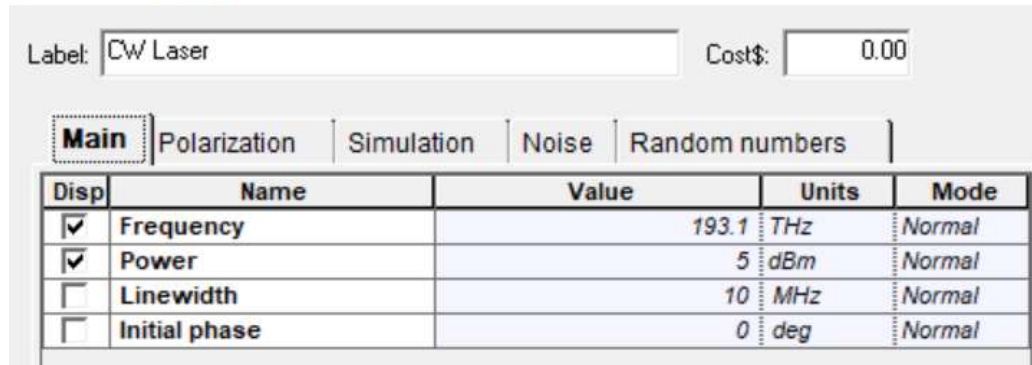 Label: CW Laser Cost$: 0.00
Main Polarization Simulation Noise Random numbers
Disp Name Value Units Mode
Frequency 193.1 THz Normal
Power 5 dBm Normal
Linewidth 10 MHz Normal
Initial phase 0 deg Normal